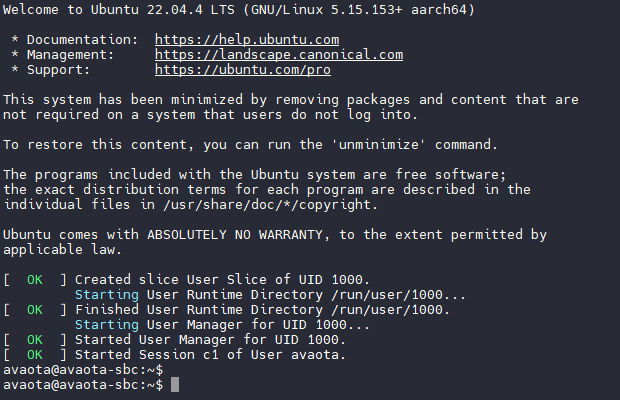 Welcome to Ubuntu 22.04.4 LTS (GNU/Linux 5.15.153+ aarch64)

 * Documentation:  https://help.ubuntu.com
 * Management:     https://landscape.canonical.com
 * Support:        https://ubuntu.com/pro

This system has been minimized by removing packages and content that are
not required on a system that users do not log into.

To restore this content, you can run the 'unminimize' command.

The programs included with the Ubuntu system are free software;
the exact distribution terms for each program are described in the
individual files in /usr/share/doc/*/copyright.

Ubuntu comes with ABSOLUTELY NO WARRANTY, to the extent permitted by
applicable law.

[  OK  ] Created slice User Slice of UID 1000.
         Starting User Runtime Directory /run/user/1000...
[  OK  ] Finished User Runtime Directory /run/user/1000.
         Starting User Manager for UID 1000...
[  OK  ] Started User Manager for UID 1000.
[  OK  ] Started Session c1 of User avaota.
avaota@avaota-sbc:~$
avaota@avaota-sbc:~$